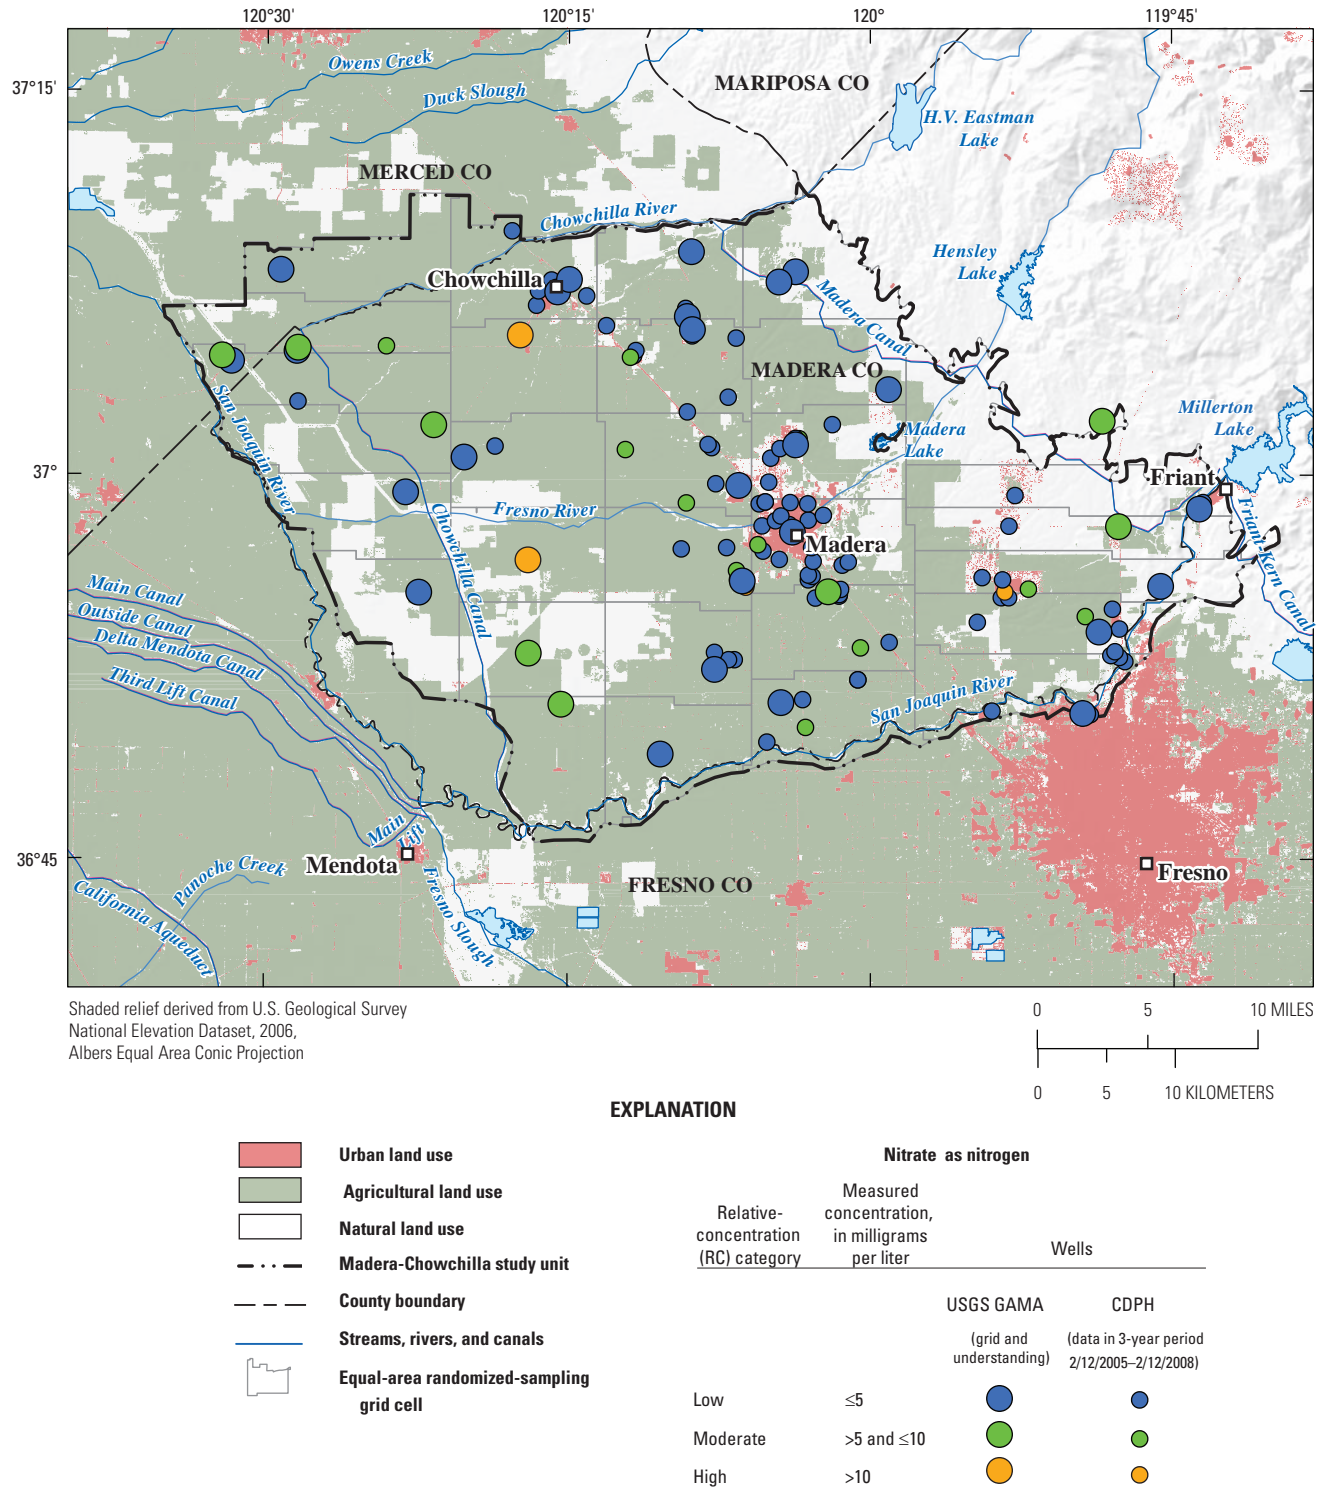 120°30'
120°15'
120°
119°45'
37°15'
37°
36°45'
Owens Creek
Duck Slough
MARIPOSA CO
H.V. Eastman
Lake
MERCED CO
Chowchilla River
Hensley
Lake
Chowchilla
Madera Canal
MADERA CO
San Joaquin River
Madera
Lake
Millerton
Lake
Friant
Fresno River
Chowchilla Canal
Madera
Friant Kern Canal
Main Canal
Outside Canal
Delta Mendota Canal
Third Lift Canal
San Joaquin River
Main
Lift
Mendota
Panoche Creek
California Aqueduct
Fresno Slough
FRESNO CO
Fresno
Shaded relief derived from U.S. Geological Survey
National Elevation Dataset, 2006,
Albers Equal Area Conic Projection
0 5 10 MILES
0 5 10 KILOMETERS
EXPLANATION
Urban land use
Agricultural land use
Natural land use
Madera-Chowchilla study unit
County boundary
Streams, rivers, and canals
Equal-area randomized-sampling
grid cell
Nitrate as nitrogen
Relative-
concentration
(RC) category
Measured
concentration,
in milligrams
per liter
Wells
USGS GAMA
(grid and
understanding)
CDPH
(data in 3-year period
2/12/2005–2/12/2008)
Low ≤5
Moderate >5 and ≤10
High >10